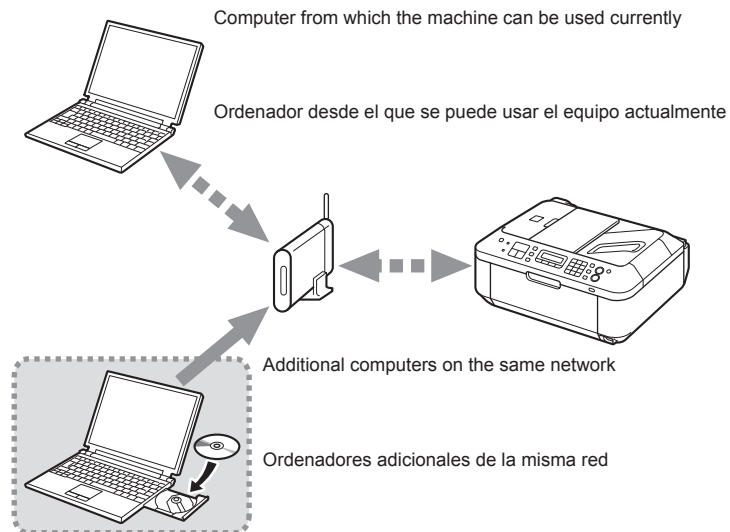 Computer from which the machine can be used currently
Ordenador desde el que se puede usar el equipo actualmente
Additional computers on the same network
Ordenadores adicionales de la misma red